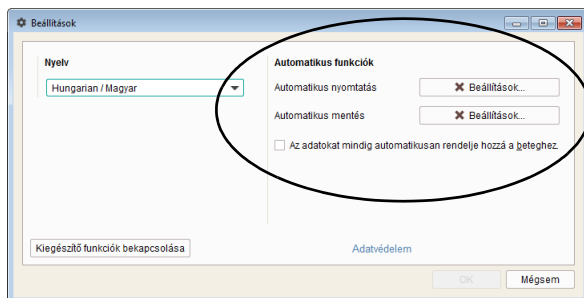 Beállítások
Nyelv
Hungarian / Magyar
Automatikus funkciók
Automatikus nyomtatás
Beállítások...
Automatikus mentés
Beállítások...
Az adatokat mindig automatikusan rendelje hozzá a beteghez.
Kiegészítő funkciók bekapcsolása
Adatvédelem
OK
Mégsem